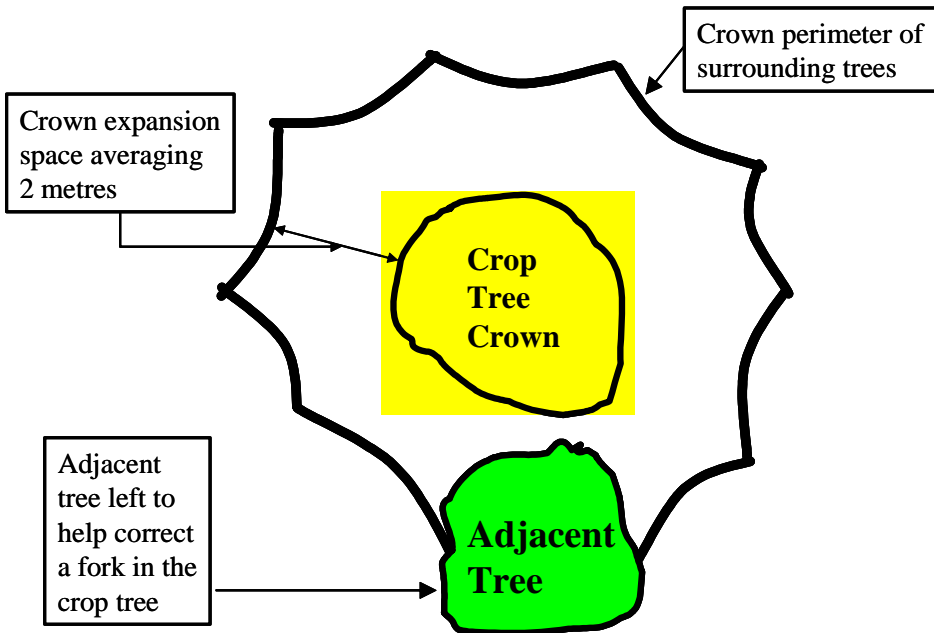 Crown perimeter of
surrounding trees
Crown expansion
space averaging
2 metres
Crop
Tree
Crown
Adjacent
tree left to
help correct
a fork in the
crop tree
Adjacent
Tree